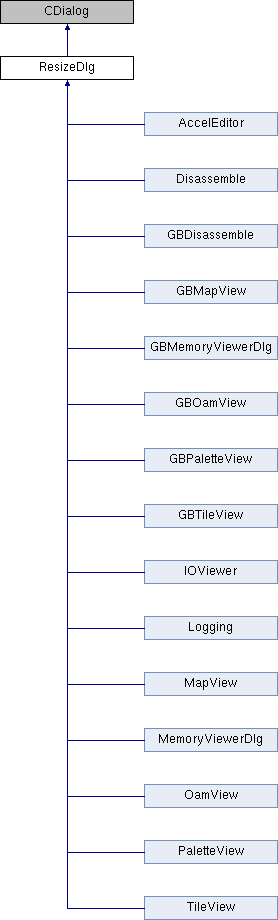 CDialog
ResizeDlg
AccelEditor
Disassemble
GBDisassemble
GBMapView
GBMemoryViewerDlg
GBOamView
GBPaletteView
GBTileView
IOViewer
Logging
MapView
MemoryViewerDlg
OamView
PaletteView
TileView